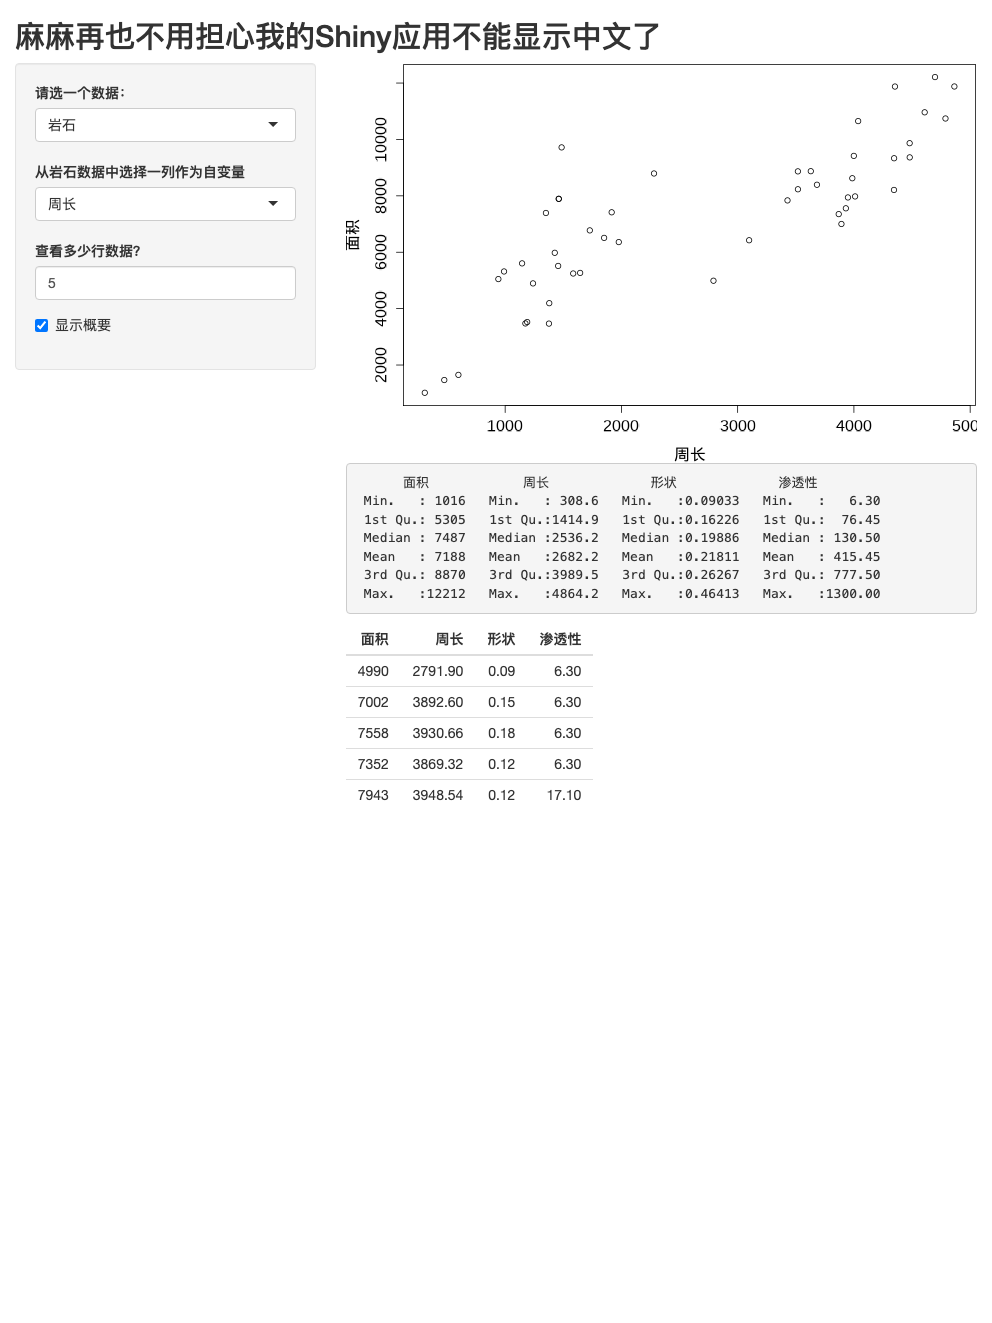 麻麻再也不用担心我的Shiny应用不能显示中文了
请选一个数据：
岩石
从岩石数据中选择一列作为自变量
周长
查看多少行数据?
5
显示概要
面积
10000
8000
6000
4000
2000
1000 2000 3000 4000 500
周长
面积 周长 形状 渗透性
Min.   : 1016   Min.   : 308.6   Min.   :0.09033   Min.   :   6.30
1st Qu.: 5305   1st Qu.:1414.9   1st Qu.:0.16226   1st Qu.:  76.45
Median : 7487   Median :2536.2   Median :0.19886   Median : 130.50
Mean   : 7188   Mean   :2682.2   Mean   :0.21811   Mean   : 415.45
3rd Qu.: 8870   3rd Qu.:3989.5   3rd Qu.:0.26267   3rd Qu.: 777.50
Max.   :12212   Max.   :4864.2   Max.   :0.46413   Max.   :1300.00
面积 周长 形状 渗透性
4990 2791.90 0.09 6.30
7002 3892.60 0.15 6.30
7558 3930.66 0.18 6.30
7352 3869.32 0.12 6.30
7943 3948.54 0.12 17.10